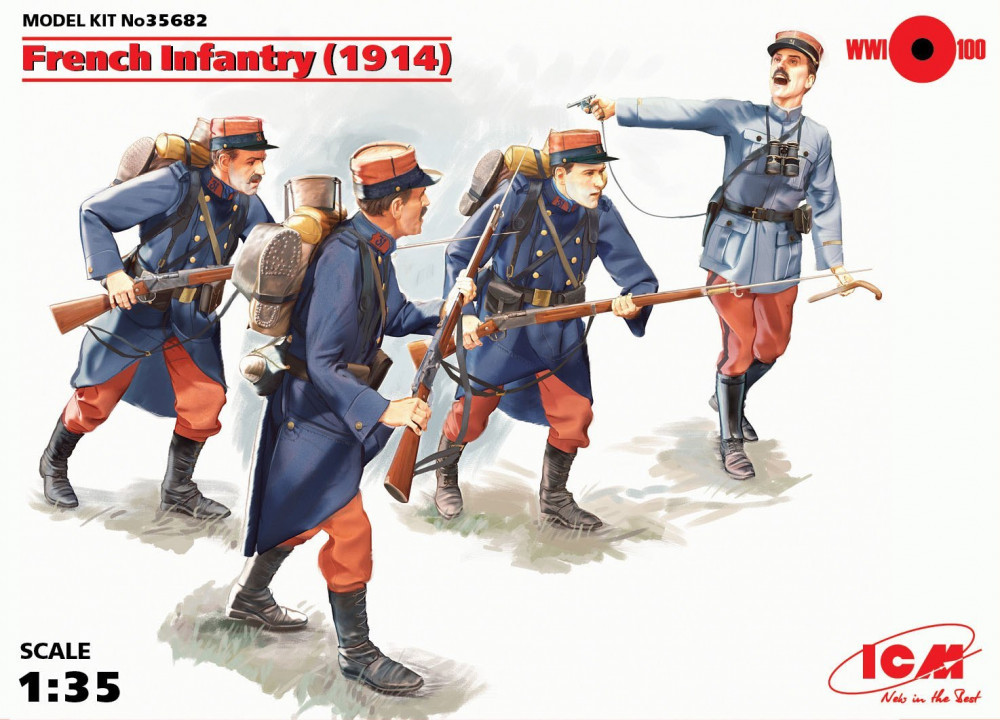 MODEL KIT No35682
French Infantry (1914)
WWI 100
SCALE
1:35
ICM
New in the Best